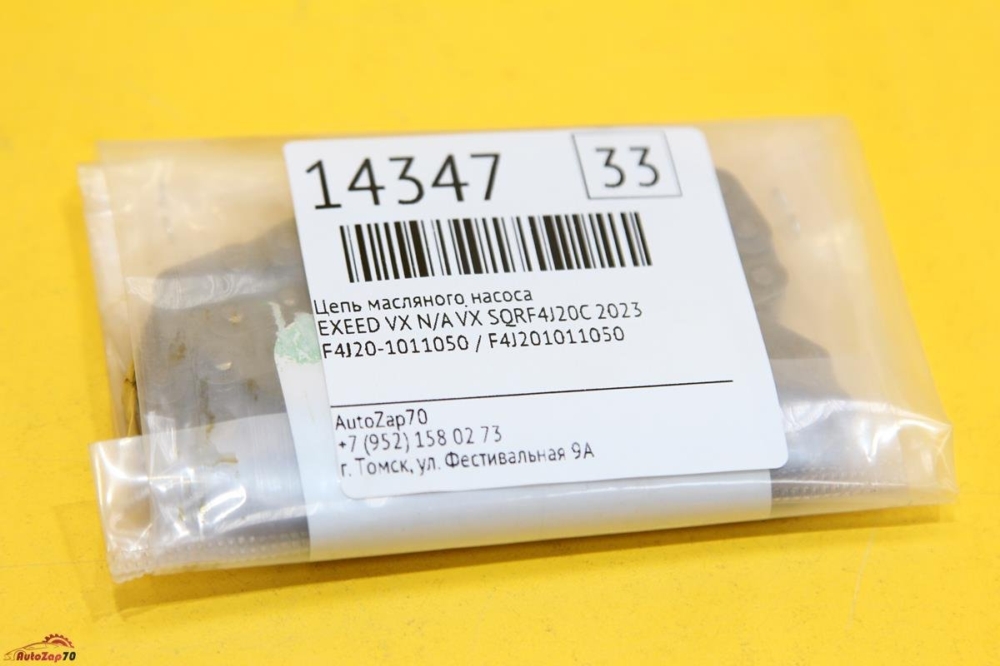 14347
33
Цепь масляного насоса
EXEED VX N/A VX SQRF4J20C 2023
F4J20-1011050 / F4J201011050
AutoZap70
+7 (952) 158 02 73
г. Томск, ул. Фестивальная 9А
AutoZap70